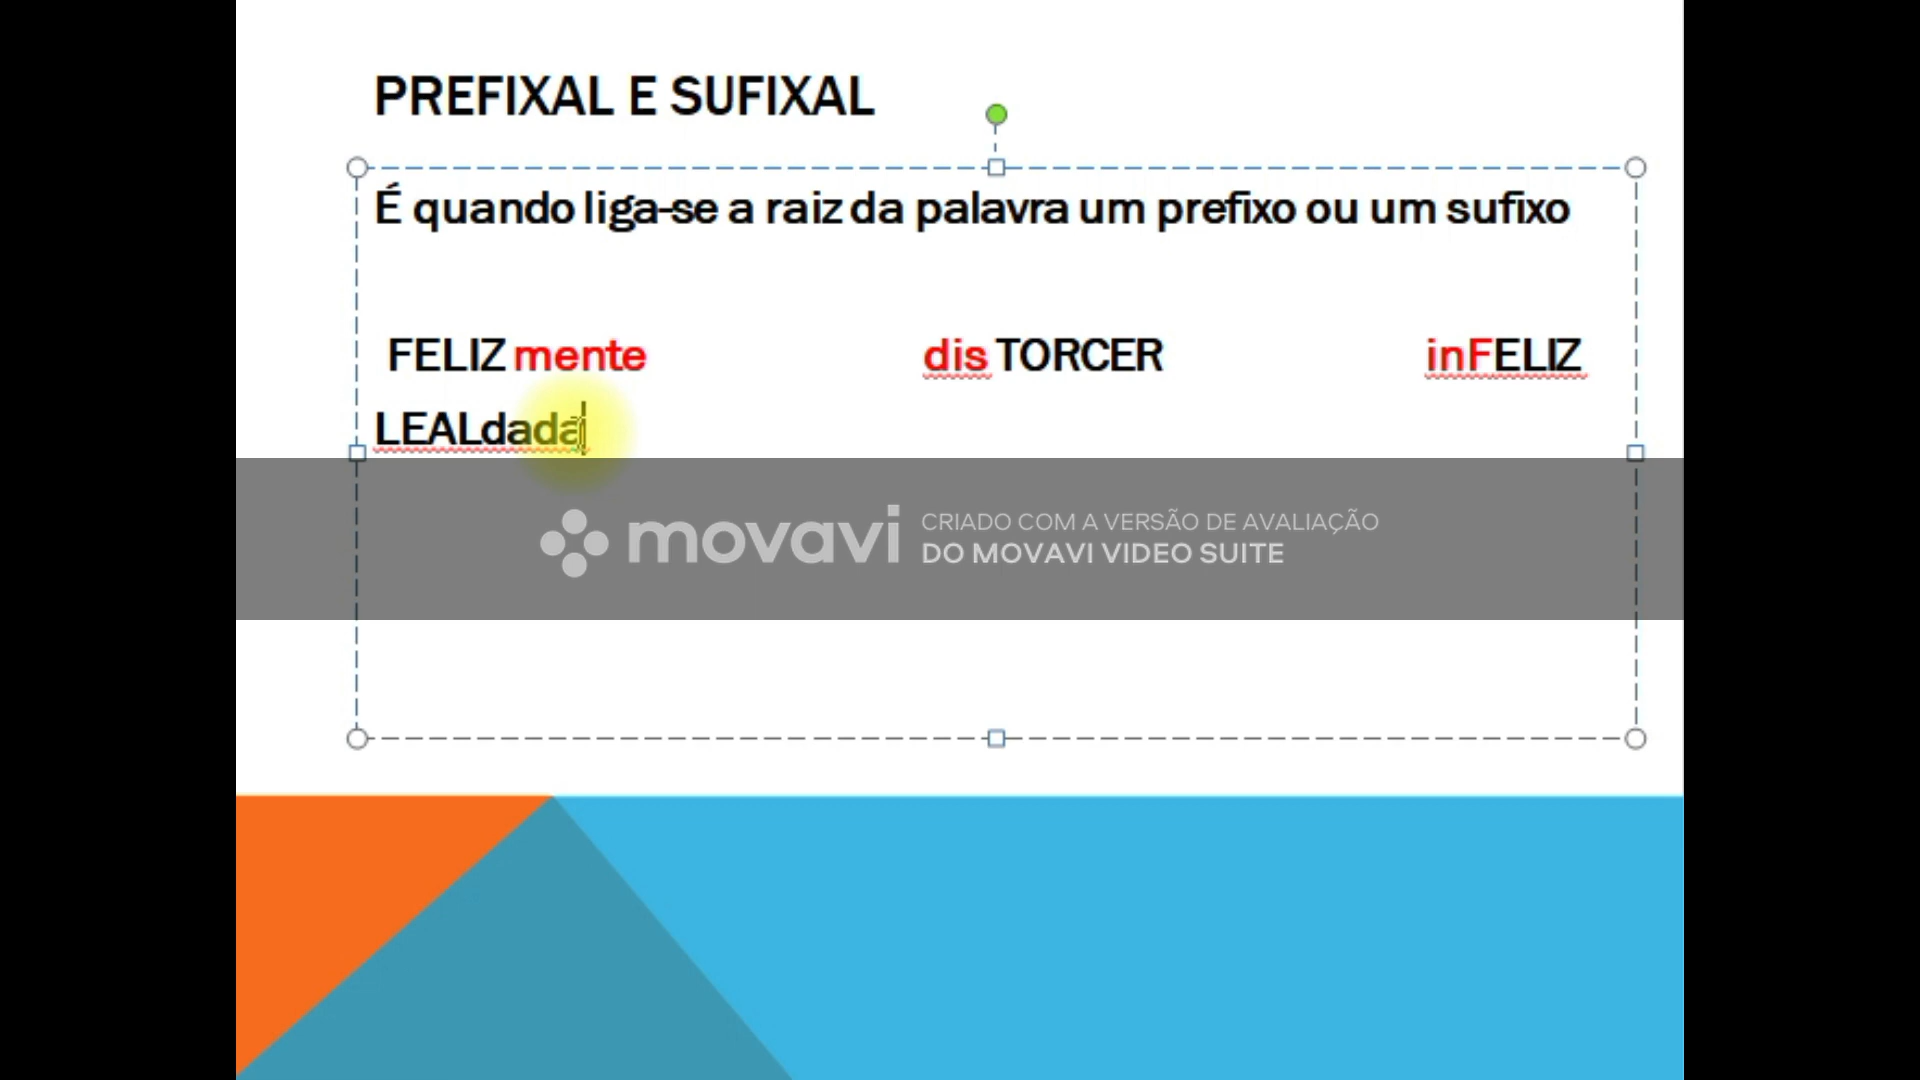 PREFIXAL E SUFIXAL
É quando liga-se a raiz da palavra um prefixo ou um sufixo
FELIZ mente dis TORCER inFELIZ
LEALdada
movavi
CRIADO COM A VERSÃO DE AVALIAÇÃO
DO MOVAVI VIDEO SUITE